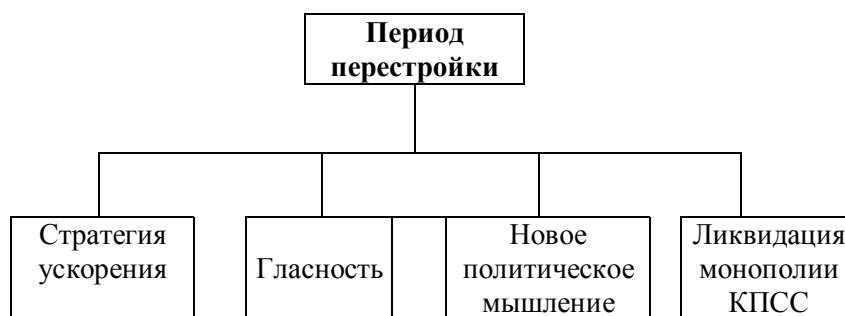 Период
перестройки
Стратегия
ускорения
Гласность
Новое
политическое
мышление
Ликвидация
монополии
КПСС